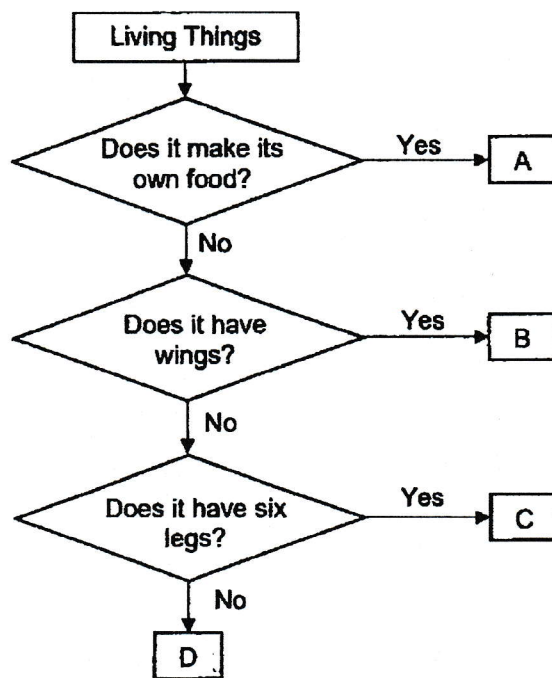 Living Things
Does it make its
own food?
Yes
A
No
Does it have
wings?
Yes
B
No
Does it have six
legs?
Yes
C
No
D